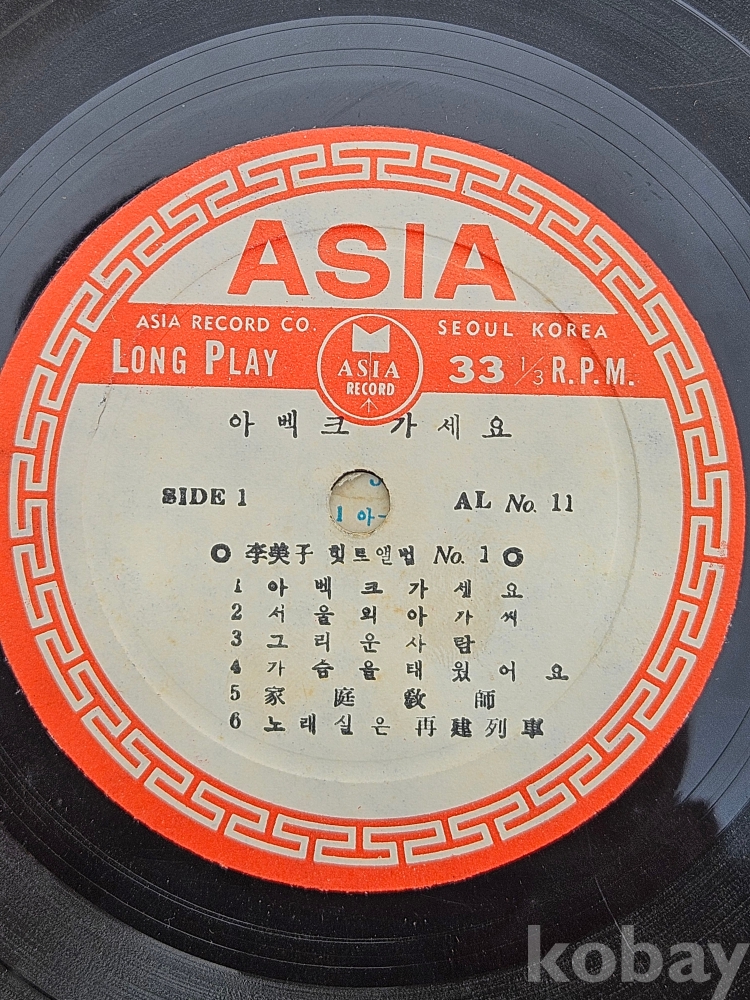 ASIA
ASIA RECORD CO.
SEOUL KOREA
LONG PLAY
ASIA
RECORD
33 1/3 R.P.M.
아베크 가세요
SIDE 1
1 아
AL No. 11
李美子 힛트앨범 No. 1
1 아베크가세요
2 서울의아가씨
3 그리운사람
4 가슴을태웠어요
5 家庭敎師
6 노래실은再建列車
kobay